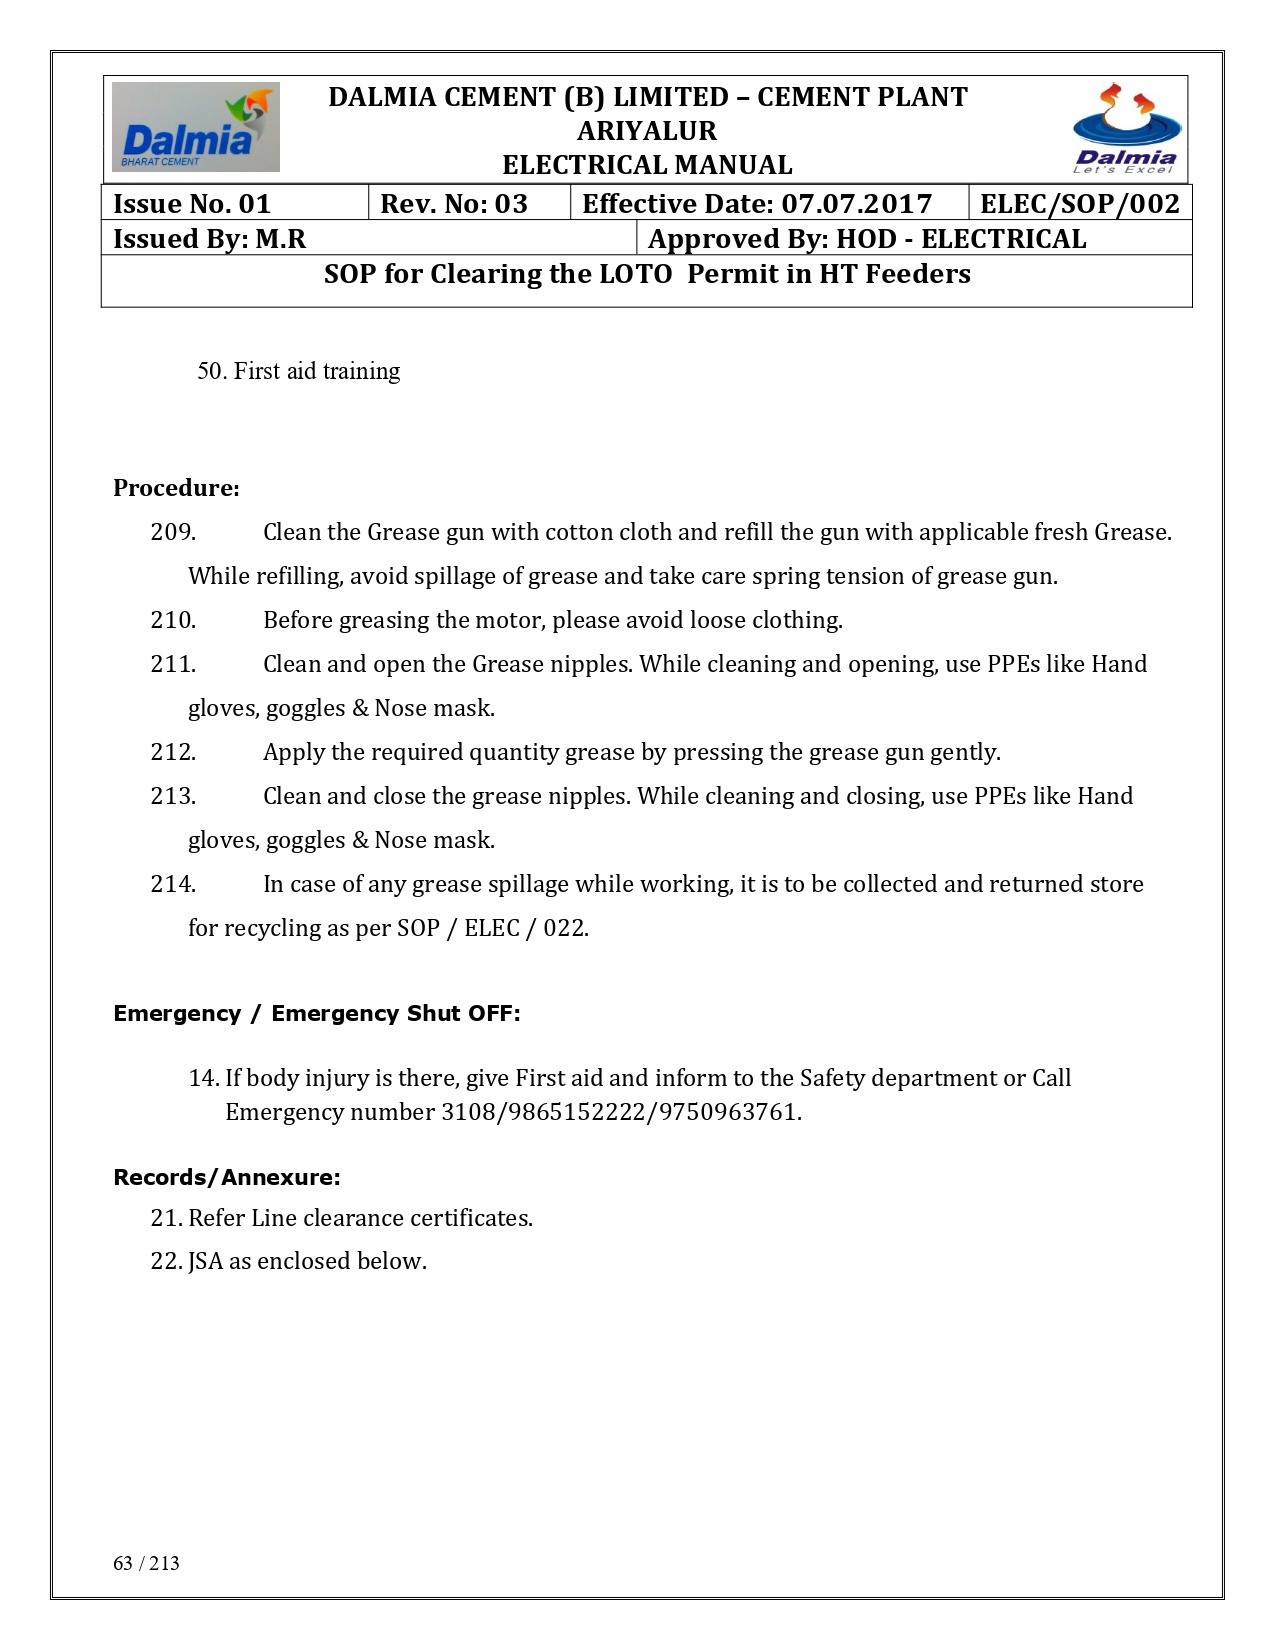 Dalmia
BHARAT CEMENT
DALMIA CEMENT (B) LIMITED – CEMENT PLANT
ARIYALUR
ELECTRICAL MANUAL
Dalmia
Let's Excel
Issue No. 01 Rev. No: 03 Effective Date: 07.07.2017 ELEC/SOP/002
Issued By: M.R Approved By: HOD - ELECTRICAL
SOP for Clearing the LOTO  Permit in HT Feeders
50. First aid training
Procedure:
209. Clean the Grease gun with cotton cloth and refill the gun with applicable fresh Grease.
While refilling, avoid spillage of grease and take care spring tension of grease gun.
210. Before greasing the motor, please avoid loose clothing.
211. Clean and open the Grease nipples. While cleaning and opening, use PPEs like Hand
gloves, goggles & Nose mask.
212. Apply the required quantity grease by pressing the grease gun gently.
213. Clean and close the grease nipples. While cleaning and closing, use PPEs like Hand
gloves, goggles & Nose mask.
214. In case of any grease spillage while working, it is to be collected and returned store
for recycling as per SOP / ELEC / 022.
Emergency / Emergency Shut OFF:
14. If body injury is there, give First aid and inform to the Safety department or Call
Emergency number 3108/9865152222/9750963761.
Records/Annexure:
21. Refer Line clearance certificates.
22. JSA as enclosed below.
63 / 213